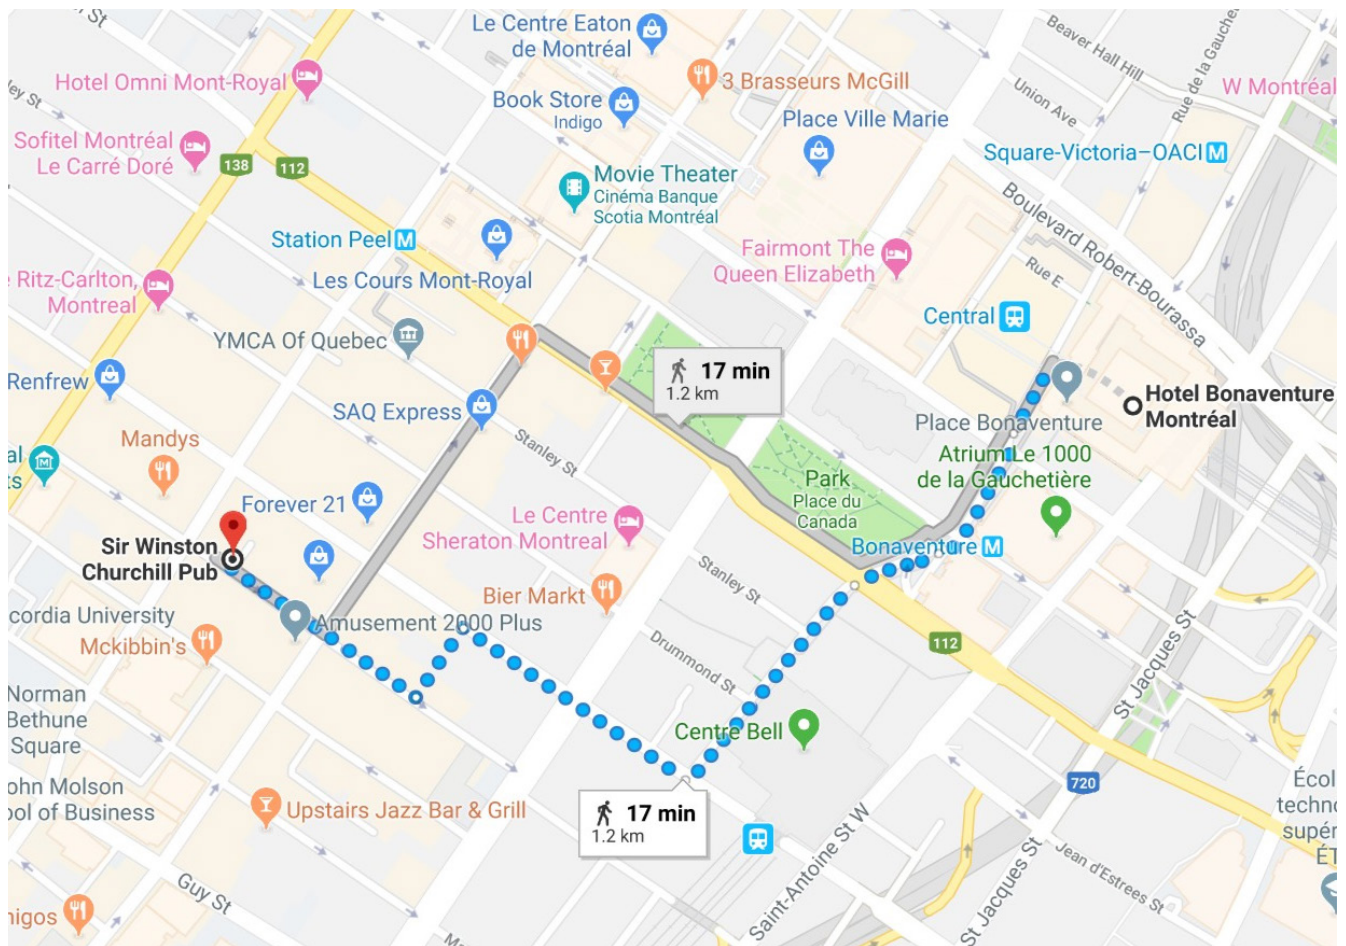 Le Centre Eaton
de Montréal
Beaver Hall Hill
Rue de la Gauche
Hotel Omni Mont-Royal
3 Brasseurs McGill
W Montréal
Book Store
Indigo
Union Ave
Place Ville Marie
Sofitel Montréal
Le Carré Doré
138
112
Square-Victoria-OACI M
Movie Theater
Cinéma Banque
Scotia Montréal
Boulevard Robert-Bourassa
Station Peel M
Fairmont The
Queen Elizabeth
Rue E
Les Cours Mont-Royal
Ritz-Carlton,
Montreal
Central
YMCA Of Quebec
17 min
1.2 km
Renfrew
Hotel Bonaventure
Montréal
SAQ Express
Place Bonaventure
Mandys
Stanley St
Atrium Le 1000
de la Gauchetière
Park
Place du
Canada
Forever 21
Le Centre
Sheraton Montreal
Sir Winston
Churchill Pub
Bonaventure M
Stanley St
Bier Markt
cordia University
Amusement 2000 Plus
Mckibbin's
Drummond St
112
St Jacques St
Norman
Bethune
Square
Centre Bell
ohn Molson
ool of Business
720
Écol
techno
supér
ÉT
17 min
1.2 km
Upstairs Jazz Bar & Grill
Saint-Antoine St W
Jean d'Estrees St
St Jacques St
Guy St
migos